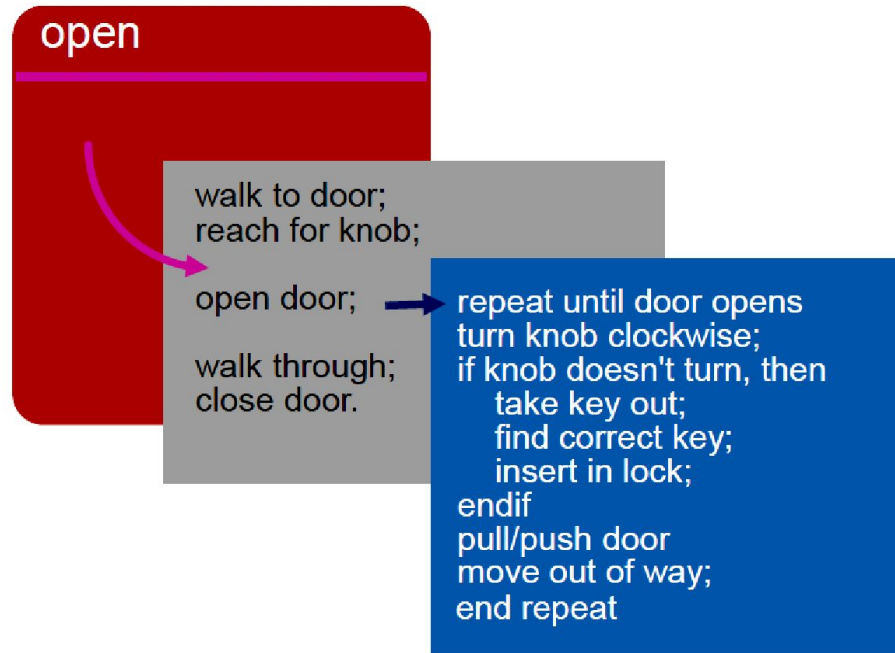 open
walk to door;
reach for knob;
open door;
walk through;
close door.
repeat until door opens
turn knob clockwise;
if knob doesn't turn, then
take key out;
find correct key;
insert in lock;
endif
pull/push door
move out of way;
end repeat